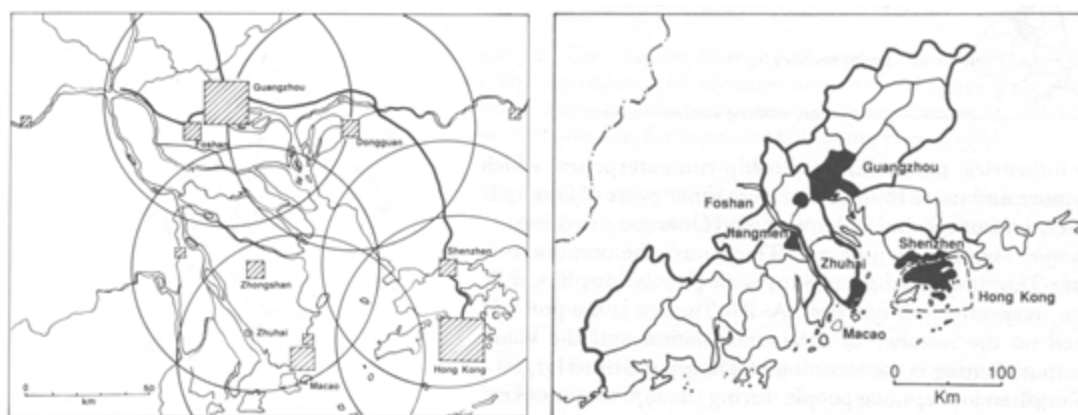 Guangzhou
Foshan
Dongguan
Shenzhen
Zhongshan
Zhuhai
Hong Kong
Macao
0 50
km
Guangzhou
Foshan
Jiangmen
Shenzhen
Zhuhai
Hong Kong
Macao
0 100
Km